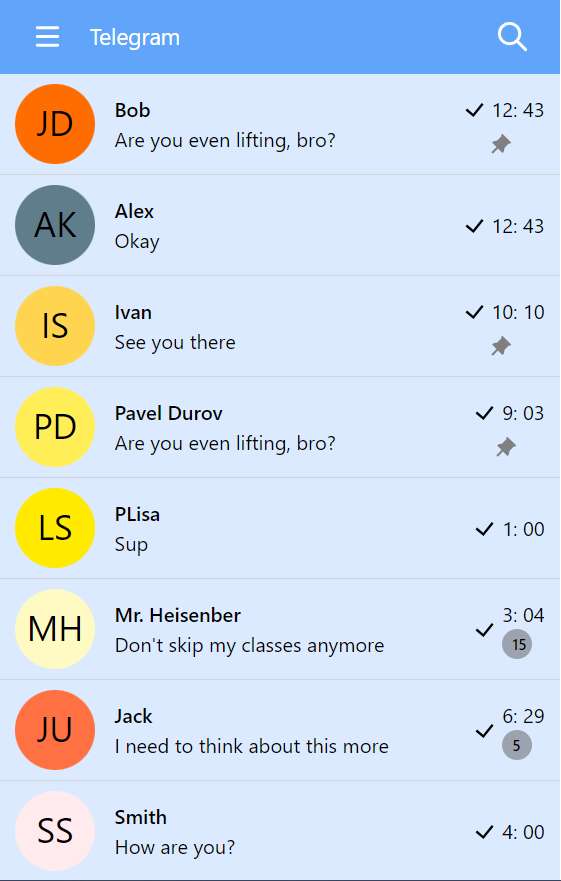 Telegram
JD
Bob
12: 43
Are you even lifting, bro?
AK
Alex
Okay
12: 43
IS
Ivan
10: 10
See you there
PD
Pavel Durov
9: 03
Are you even lifting, bro?
LS
PLisa
Sup
1: 00
MH
Mr. Heisenber
3: 04
Don't skip my classes anymore
15
JU
Jack
6: 29
I need to think about this more
5
SS
Smith
How are you?
4: 00